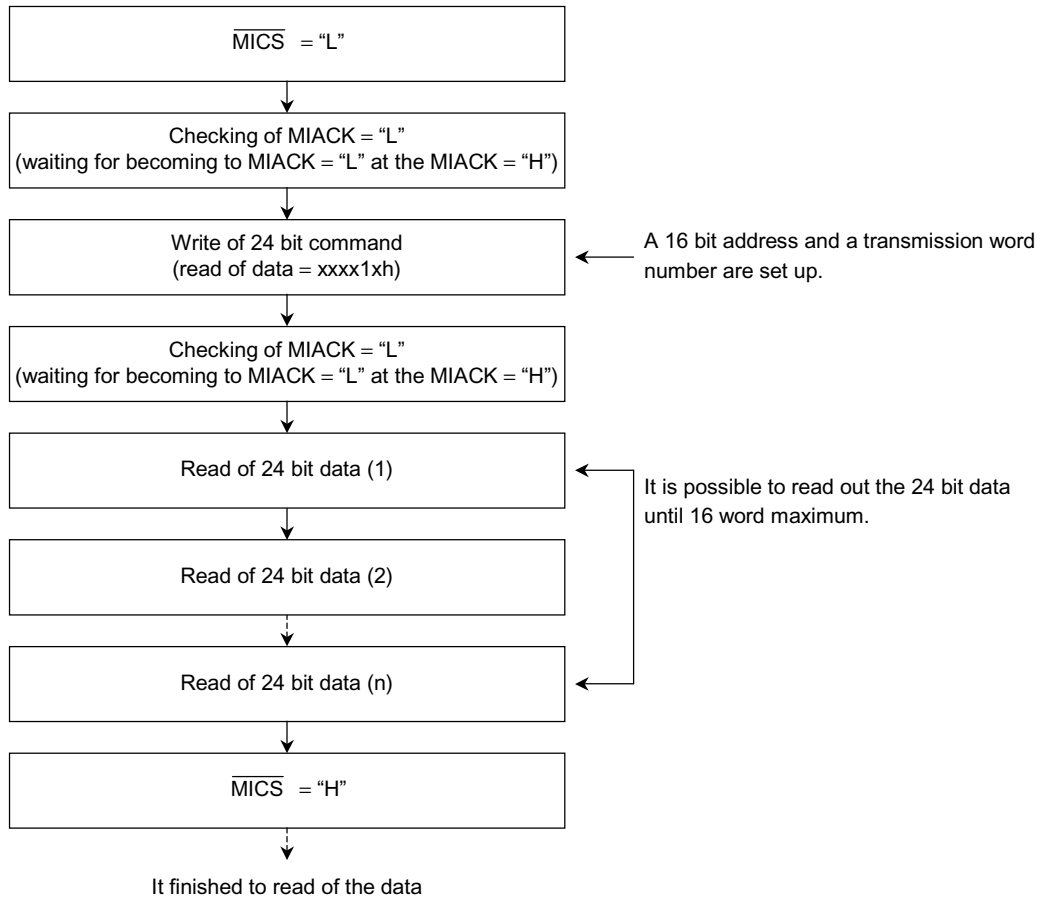 MICS = “L”
Checking of MIACK = “L”
(waiting for becoming to MIACK = “L” at the MIACK = “H”)
Write of 24 bit command
(read of data = xxxx1xh)
A 16 bit address and a transmission word
number are set up.
Checking of MIACK = “L”
(waiting for becoming to MIACK = “L” at the MIACK = “H”)
Read of 24 bit data (1)
It is possible to read out the 24 bit data
until 16 word maximum.
Read of 24 bit data (2)
Read of 24 bit data (n)
MICS = “H”
It finished to read of the data